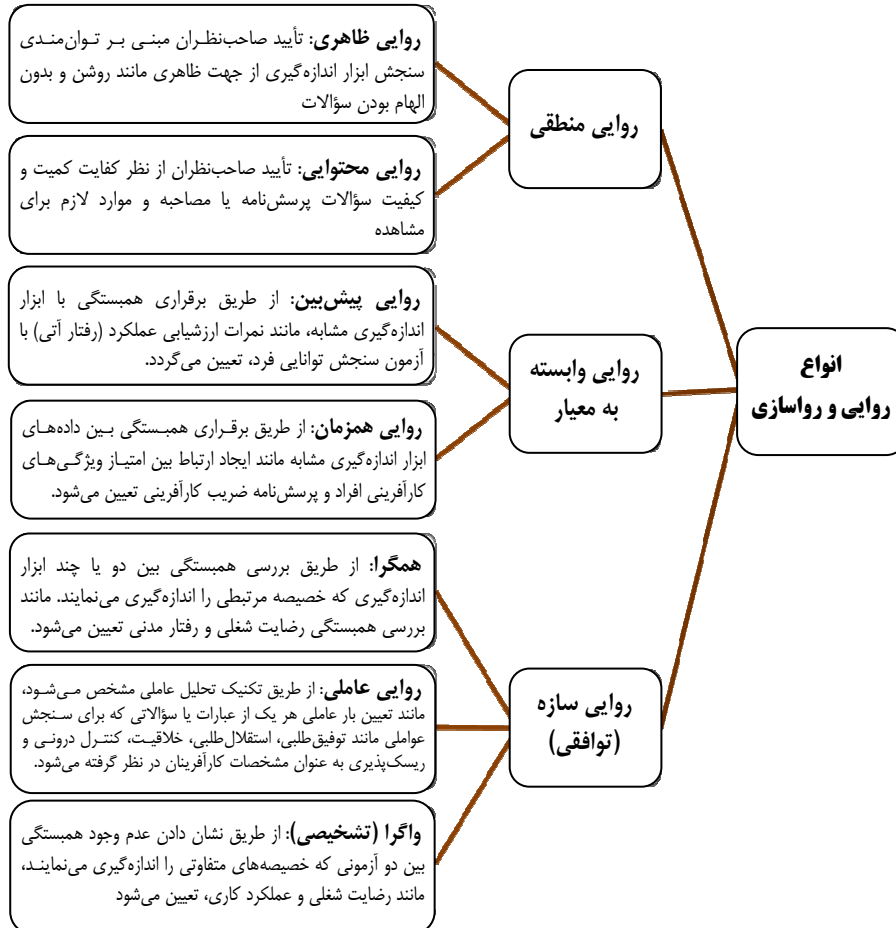 انواع
روایی و رواسازی
روایی منطقی
روایی ظاهری: تأیید صاحب‌نظران مبنی بر توان‌مندی
سنجش ابزار اندازه‌گیری از جهت ظاهری مانند روشن و بدون
الهام بودن سؤالات
روایی محتوایی: تأیید صاحب‌نظران از نظر کفایت کمیت و
کیفیت سؤالات پرسش‌نامه یا مصاحبه و موارد لازم برای
مشاهده
روایی وابسته
به معیار
روایی پیش‌بین: از طریق برقراری همبستگی با ابزار
اندازه‌گیری مشابه، مانند نمرات ارزشیابی عملکرد (رفتار آتی) با
آزمون سنجش توانایی فرد، تعیین می‌گردد.
روایی همزمان: از طریق برقراری همبستگی بین داده‌های
ابزار اندازه‌گیری مشابه مانند ایجاد ارتباط بین امتیاز ویژگی‌های
کارآفرینی افراد و پرسش‌نامه ضریب کارآفرینی تعیین می‌شود.
روایی سازه
(توافقی)
همگرا: از طریق بررسی همبستگی بین دو یا چند ابزار
اندازه‌گیری که خصیصه مرتبطی را اندازه‌گیری می‌نمایند. مانند
بررسی همبستگی رضایت شغلی و رفتار مدنی تعیین می‌شود.
روایی عاملی: از طریق تکنیک تحلیل عاملی مشخص می‌شود،
مانند تعیین بار عاملی هر یک از عبارات یا سؤالاتی که برای سنجش
عواملی مانند توفیق‌طلبی، استقلال‌طلبی، خلاقیت، کنترل درونی و
ریسک‌پذیری به عنوان مشخصات کارآفرینان در نظر گرفته می‌شود.
واگرا (تشخیصی): از طریق نشان دادن عدم وجود همبستگی
بین دو آزمونی که خصیصه‌های متفاوتی را اندازه‌گیری می‌نمایند،
مانند رضایت شغلی و عملکرد کاری، تعیین می‌شود